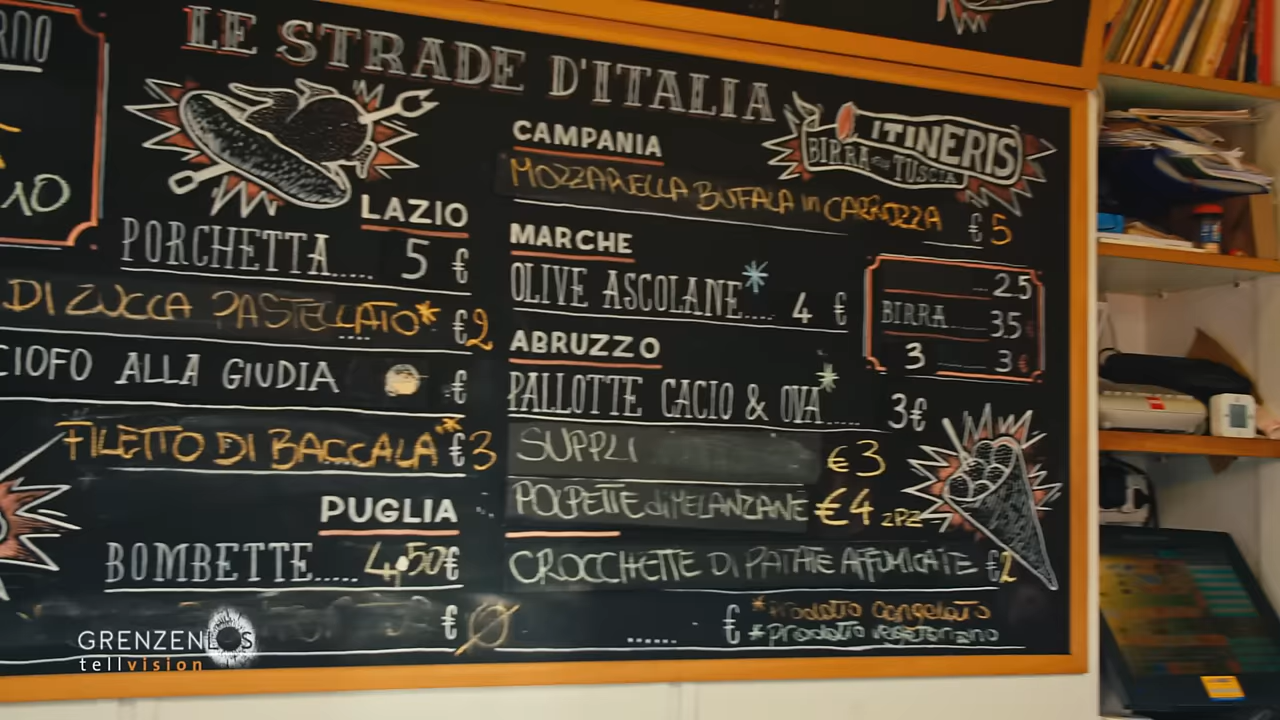 RNO
10
LE STRADE D'ITALIA
LAZIO
PORCHETTA..... 5 €
DI ZUCCA PASTELLATO* €2
CIOFO ALLA GIUDIA €
FILETTO DI BACCALA'* €3
PUGLIA
BOMBETTE..... 4,50€
€
CAMPANIA
MOZZARELLA BUFALA in CARROZZA € 5
MARCHE
OLIVE ASCOLANE*.... 4 €
ABRUZZO
PALLOTTE CACIO & OVA*..... 3€
SUPPLI €3
POLPETTE di MELANZANE €4 2PZ
CROCCHETTE DI PATATE AFFUMICATE €2
...... €
*Prodotto Congelato
*prodotto vegetariano
ITINERIS
BIRRA della TUSCIA
... 2.5
BIRRA..... 35 €
3 ..... 3€
GRENZENLOS
tellvision